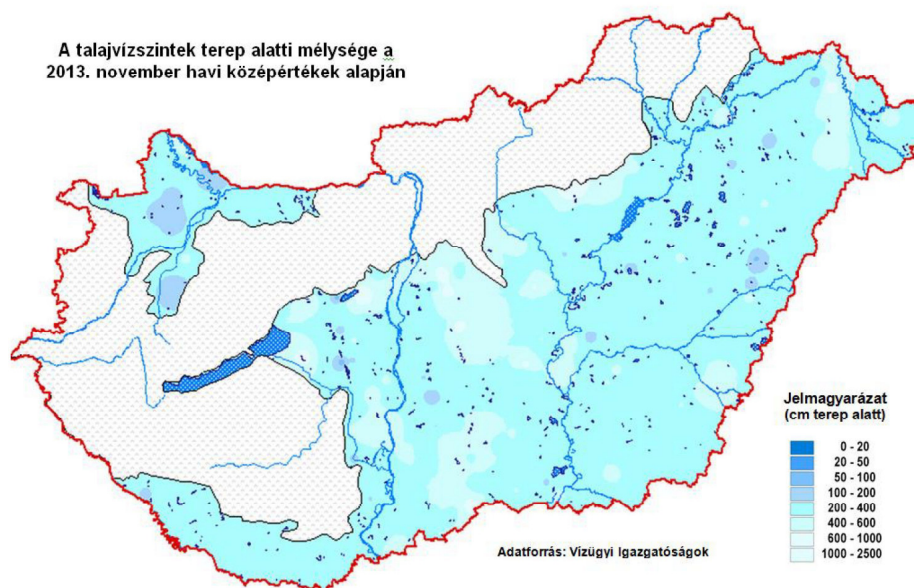 A talajvízszintek terep alatti mélysége a
2013. november havi középértékek alapján
Jelmagyarázat
(cm terep alatt)
0 - 20
20 - 50
50 - 100
100 - 200
200 - 400
400 - 600
600 - 1000
1000 - 2500
Adatforrás: Vízügyi Igazgatóságok